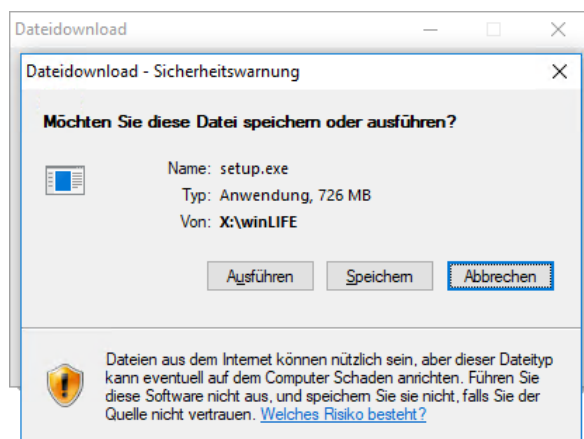 Dateidownload
Dateidownload - Sicherheitswarnung
Möchten Sie diese Datei speichern oder ausführen?
Name: setup.exe
Typ: Anwendung, 726 MB
Von: X:\winLIFE
Ausführen Speichern Abbrechen
Dateien aus dem Internet können nützlich sein, aber dieser Dateityp
kann eventuell auf dem Computer Schaden anrichten. Führen Sie
diese Software nicht aus, und speichern Sie sie nicht, falls Sie der
Quelle nicht vertrauen. Welches Risiko besteht?